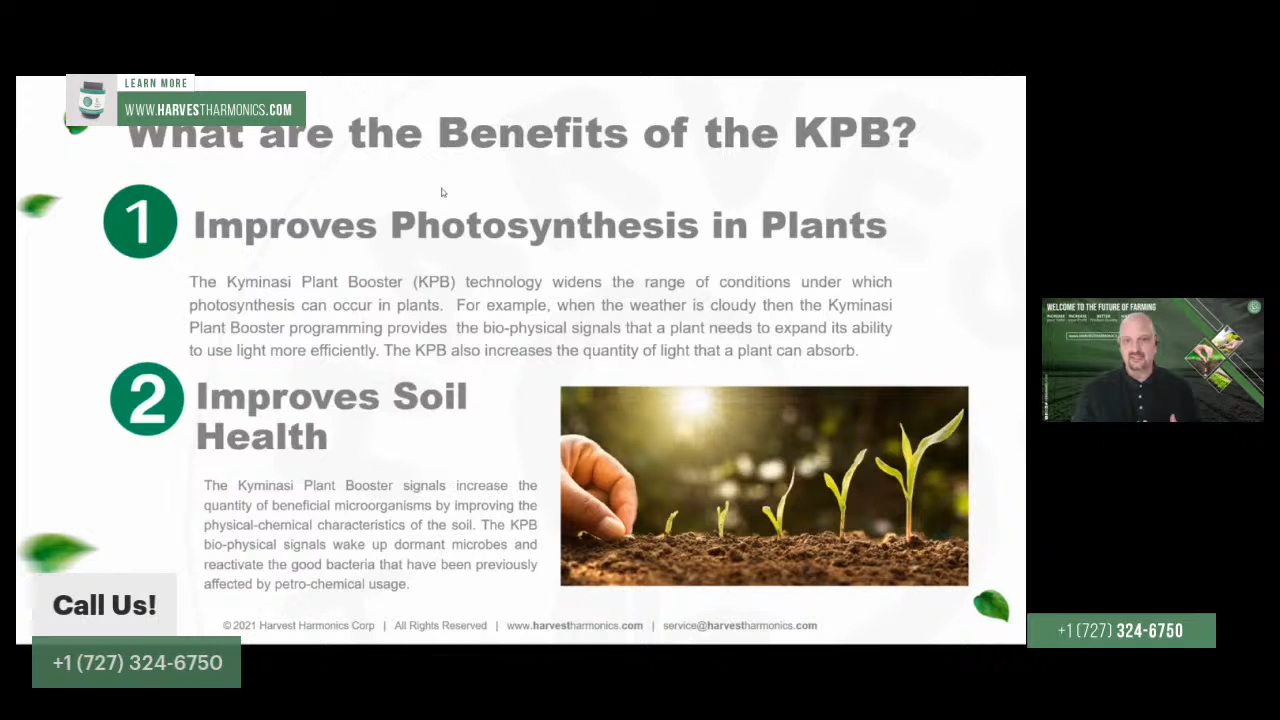 LEARN MORE
WWW.HARVESTHARMONICS.COM
What are the Benefits of the KPB?
1
Improves Photosynthesis in Plants
The Kyminasi Plant Booster (KPB) technology widens the range of conditions under which
photosynthesis can occur in plants. For example, when the weather is cloudy then the Kyminasi
Plant Booster programming provides the bio-physical signals that a plant needs to expand its ability
to use light more efficiently. The KPB also increases the quantity of light that a plant can absorb.
2
Improves Soil
Health
The Kyminasi Plant Booster signals increase the
quantity of beneficial microorganisms by improving the
physical-chemical characteristics of the soil. The KPB
bio-physical signals wake up dormant microbes and
reactivate the good bacteria that have been previously
affected by petro-chemical usage.
© 2021 Harvest Harmonics Corp | All Rights Reserved | www.harvestharmonics.com | service@harvestharmonics.com
Call Us!
+1 (727) 324-6750
WELCOME TO THE FUTURE OF FARMING
INCREASE INCREASE BETTER
+1 (727) 324-6750